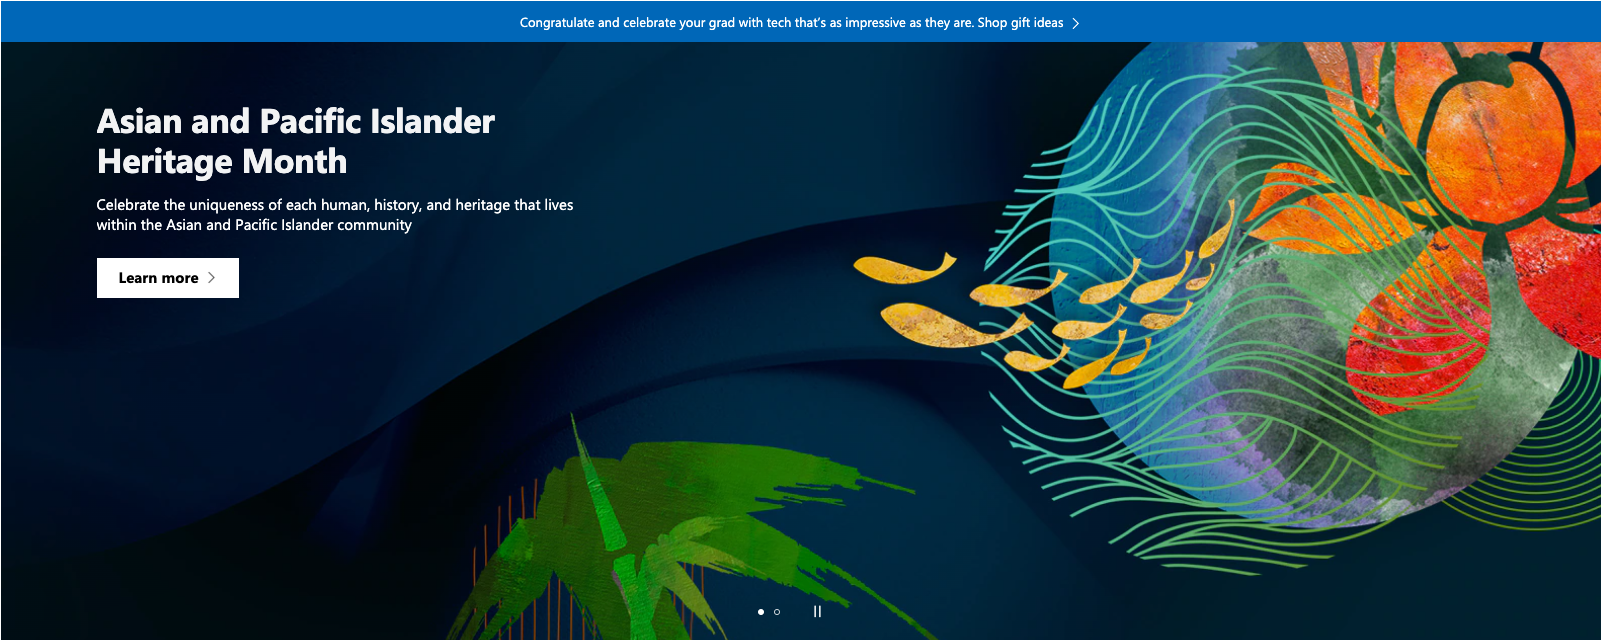 Congratulate and celebrate your grad with tech that's as impressive as they are. Shop gift ideas
Asian and Pacific Islander
Heritage Month
Celebrate the uniqueness of each human, history, and heritage that lives
within the Asian and Pacific Islander community
Learn more